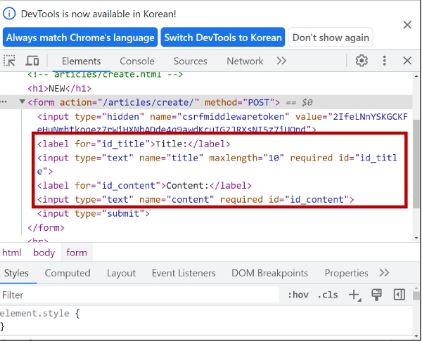 DevTools is now available in Korean!
Always match Chrome's language Switch DevTools to Korean Don't show again
Elements Console Sources Network >>
<!-- articles/create.html -->
<h1>NEW</h1>
<form action="/articles/create/" method="POST"> == $0
<input type="hidden" name="csrfmiddlewaretoken" value=
<label for="id_title">Title:</label>
<input type="text" name="title" maxlength="10" required id="id_titl
e">
<label for="id_content">Content:</label>
<input type="text" name="content" required id="id_content">
<input type="submit">
</form>
<hr>
html body form
Styles Computed Layout Event Listeners DOM Breakpoints Properties >>
Filter :hov .cls
element.style {
}